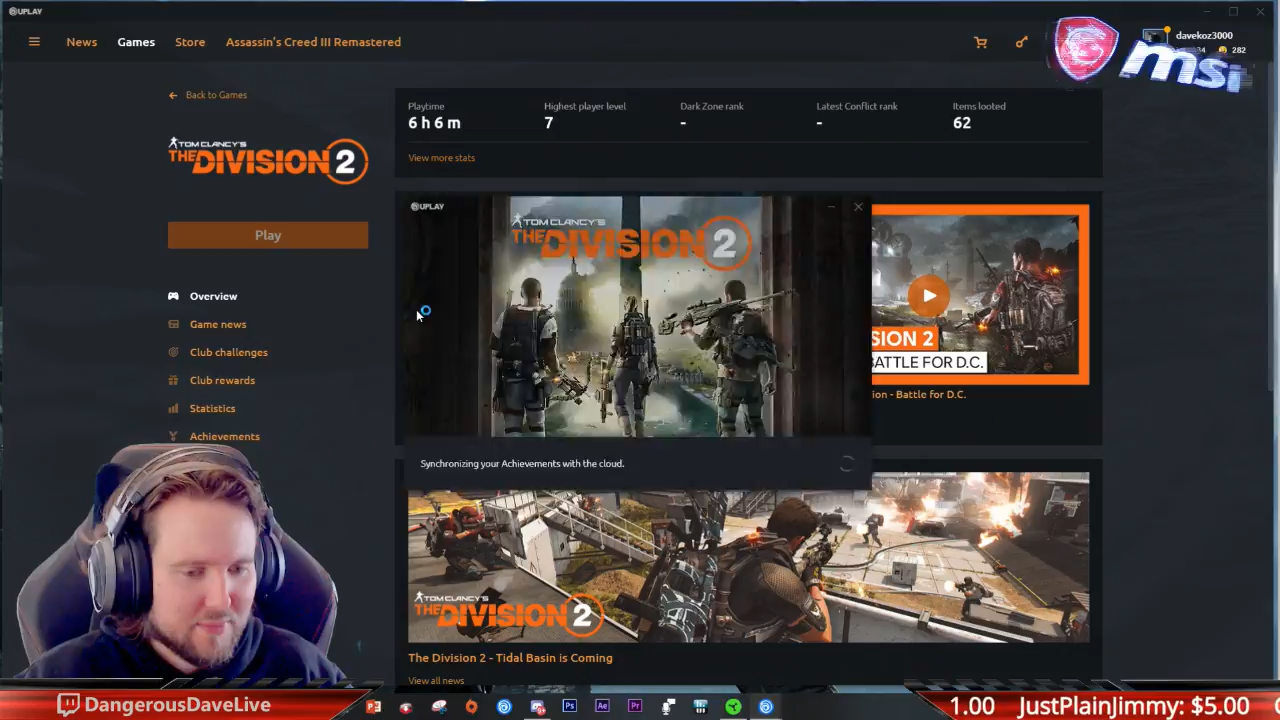 UPLAY
News Games Store Assassin's Creed III Remastered
davekoz3000
282
msi
Back to Games
TOM CLANCY'S
THE DIVISION 2
Play
Overview
Game news
Club challenges
Club rewards
Statistics
Achievements
Playtime Highest player level Dark Zone rank Latest Conflict rank Items looted
6 h 6 m 7 - - 62
View more stats
UPLAY
TOM CLANCY'S
THE DIVISION 2
Synchronizing your Achievements with the cloud.
SION 2
BATTLE FOR D.C.
ion - Battle for D.C.
TOM CLANCY'S
THE DIVISION 2
The Division 2 - Tidal Basin is Coming
View all news
DangerousDaveLive
1.00 JustPlainJimmy: $5.00